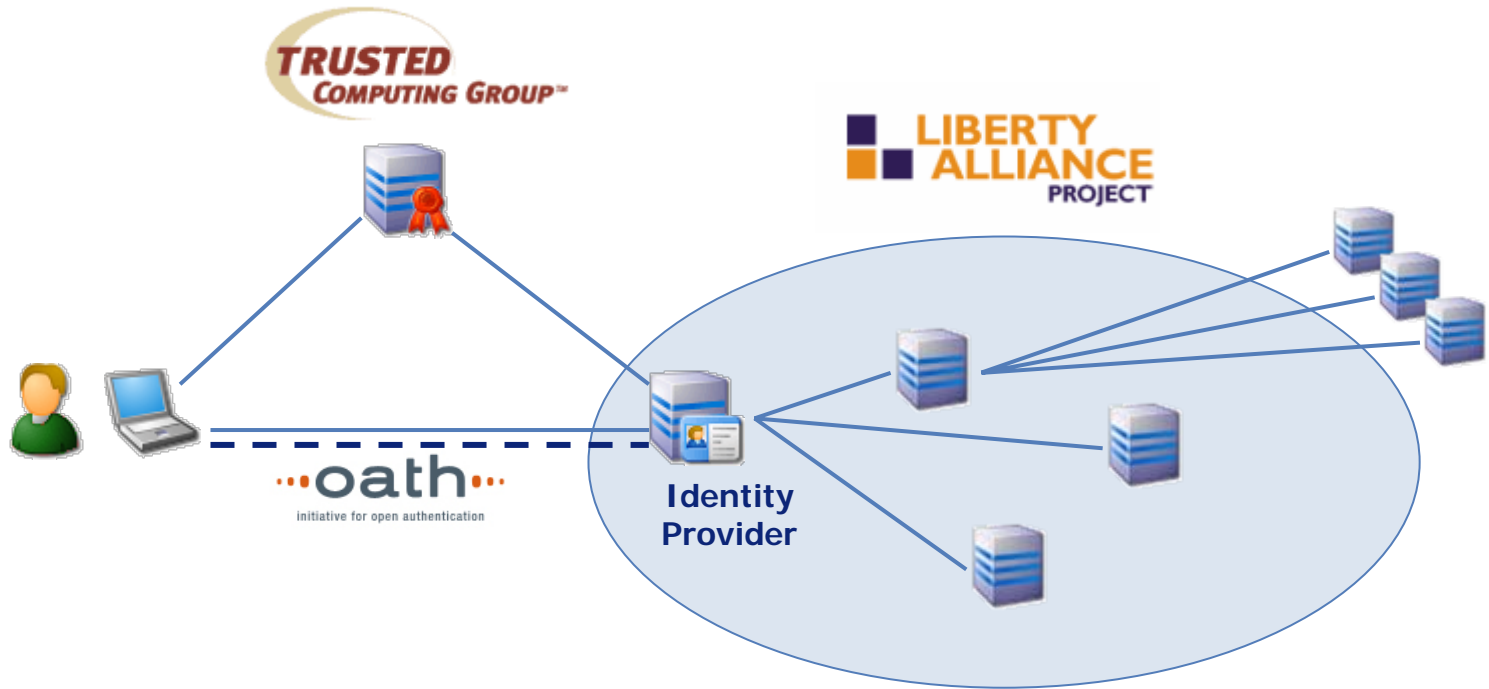 TRUSTED
COMPUTING GROUP™
LIBERTY
ALLIANCE
PROJECT
oath
initiative for open authentication
Identity
Provider